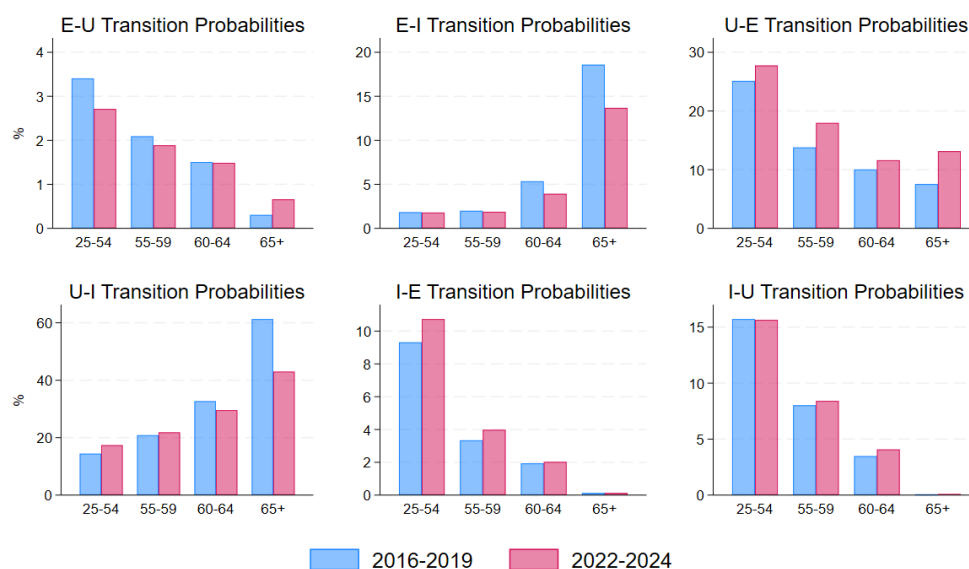 E-U Transition Probabilities
4
3
2
1
0
%
25-54 55-59 60-64 65+
E-I Transition Probabilities
20
15
10
5
0
25-54 55-59 60-64 65+
U-E Transition Probabilities
30
20
10
0
25-54 55-59 60-64 65+
U-I Transition Probabilities
60
40
20
0
%
25-54 55-59 60-64 65+
I-E Transition Probabilities
10
8
6
4
2
0
25-54 55-59 60-64 65+
I-U Transition Probabilities
15
10
5
0
25-54 55-59 60-64 65+
2016-2019 2022-2024